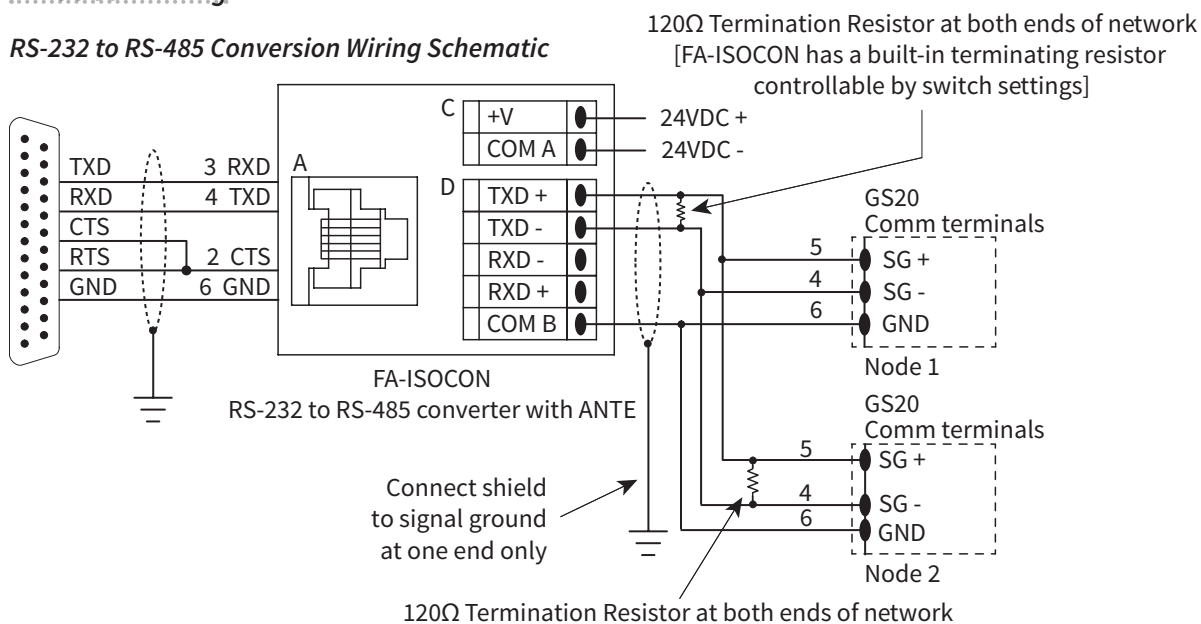 RS-232 to RS-485 Conversion Wiring Schematic
120Ω Termination Resistor at both ends of network
[FA-ISOCON has a built-in terminating resistor
controllable by switch settings]
TXD
RXD
CTS
RTS
GND
3 RXD
4 TXD
2 CTS
6 GND
A
C
+V
COM A
24VDC +
24VDC -
D
TXD +
TXD -
RXD -
RXD +
COM B
FA-ISOCON
RS-232 to RS-485 converter with ANTE
GS20
Comm terminals
5
SG +
4
SG -
6
GND
Node 1
GS20
Comm terminals
5
SG +
4
SG -
6
GND
Node 2
Connect shield
to signal ground
at one end only
120Ω Termination Resistor at both ends of network